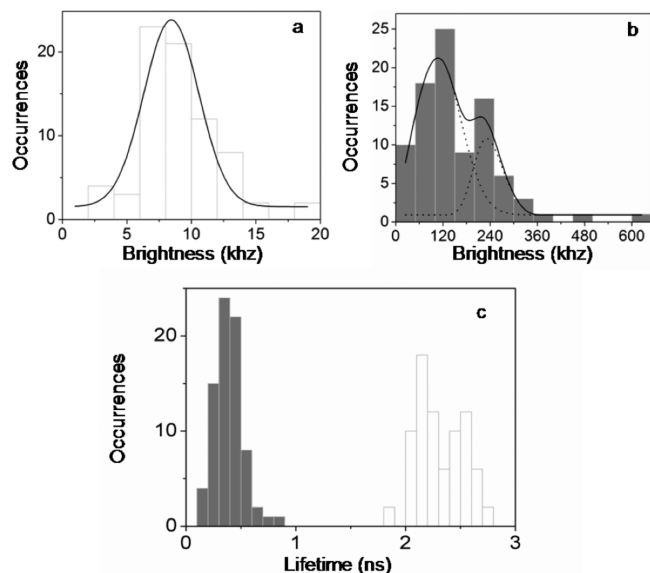 a
20
10
0
Occurrences
0 5 10 15 20
Brightness (khz)
b
25
20
15
10
5
0
Occurrences
0 120 240 360 480 600
Brightness (khz)
c
20
10
0
Occurrences
0 1 2 3
Lifetime (ns)